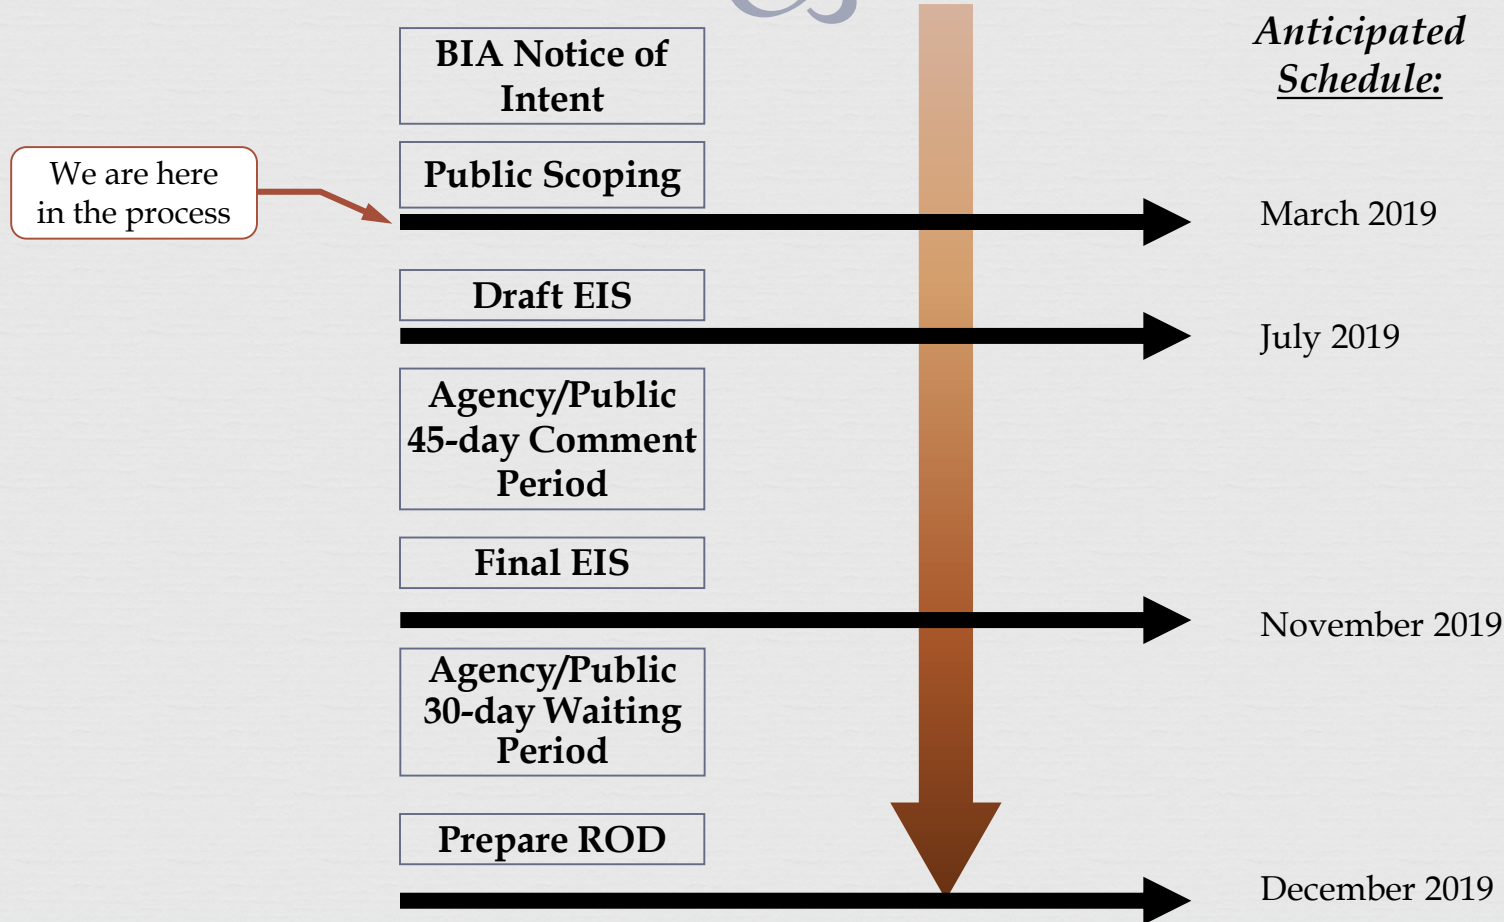 Anticipated
Schedule:
BIA Notice of
Intent
Public Scoping
We are here
in the process
March 2019
Draft EIS
July 2019
Agency/Public
45-day Comment
Period
Final EIS
November 2019
Agency/Public
30-day Waiting
Period
Prepare ROD
December 2019